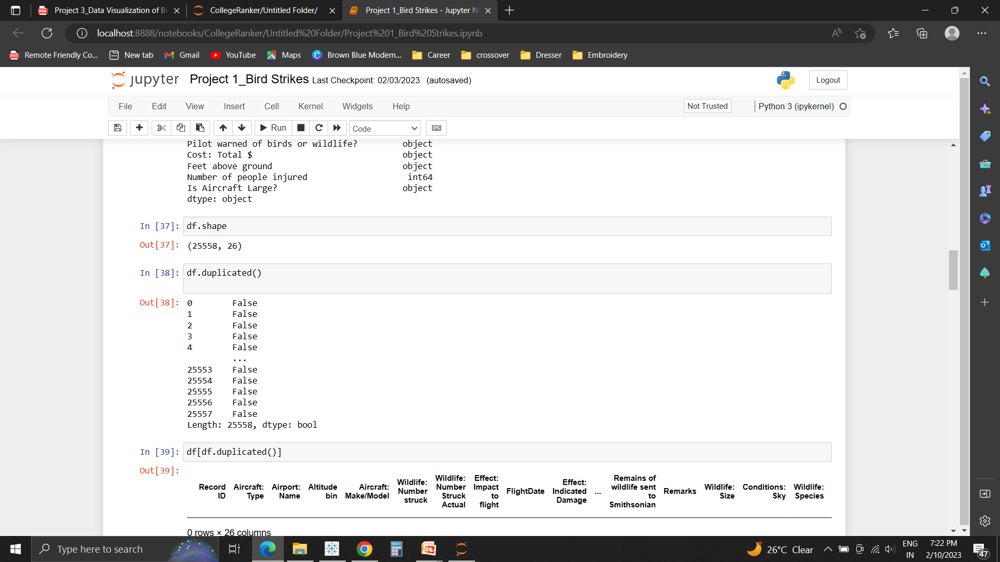 Project 3_Data Visualization of Bi
CollegeRanker/Untitled Folder/
Project 1_Bird Strikes - Jupyter N
localhost:8888/notebooks/CollegeRanker/Untitled%20Folder/Project%201_Bird%20Strikes.ipynb
Remote Friendly Co...
New tab
Gmail
YouTube
Maps
Brown Blue Modern...
Career
crossover
Dresser
Embroidery
jupyter Project 1_Bird Strikes Last Checkpoint: 02/03/2023 (autosaved)
Logout
File Edit View Insert Cell Kernel Widgets Help
Not Trusted
Python 3 (ipykernel)
Run
Code
Pilot warned of birds or wildlife? object
Cost: Total $ object
Feet above ground object
Number of people injured int64
Is Aircraft Large? object
dtype: object
In [37]: df.shape
Out[37]: (25558, 26)
In [38]: df.duplicated()
Out[38]: 0 False
1 False
2 False
3 False
4 False
...
25553 False
25554 False
25555 False
25556 False
25557 False
Length: 25558, dtype: bool
In [39]: df[df.duplicated()]
Out[39]:
Record ID
Aircraft: Type
Airport: Name
Altitude bin
Aircraft: Make/Model
Wildlife: Number struck
Wildlife: Number Struck Actual
Effect: Impact to flight
FlightDate
Effect: Indicated Damage
...
Remains of wildlife sent to Smithsonian
Remarks
Wildlife: Size
Conditions: Sky
Wildlife: Species
0 rows × 26 columns
Type here to search
26°C Clear
ENG
IN
7:22 PM
2/10/2023
47